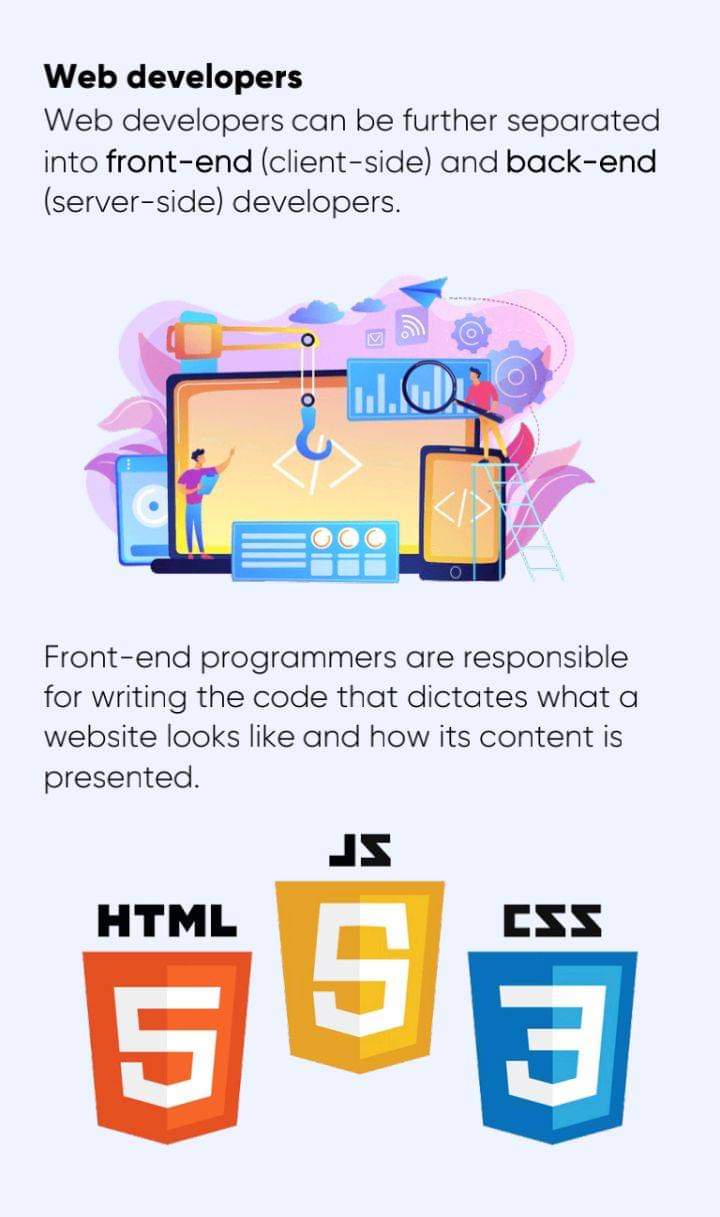 Web developers
Web developers can be further separated
into front-end (client-side) and back-end
(server-side) developers.
</>
</>
Front-end programmers are responsible
for writing the code that dictates what a
website looks like and how its content is
presented.
JS
HTML
CSS
5
5
3